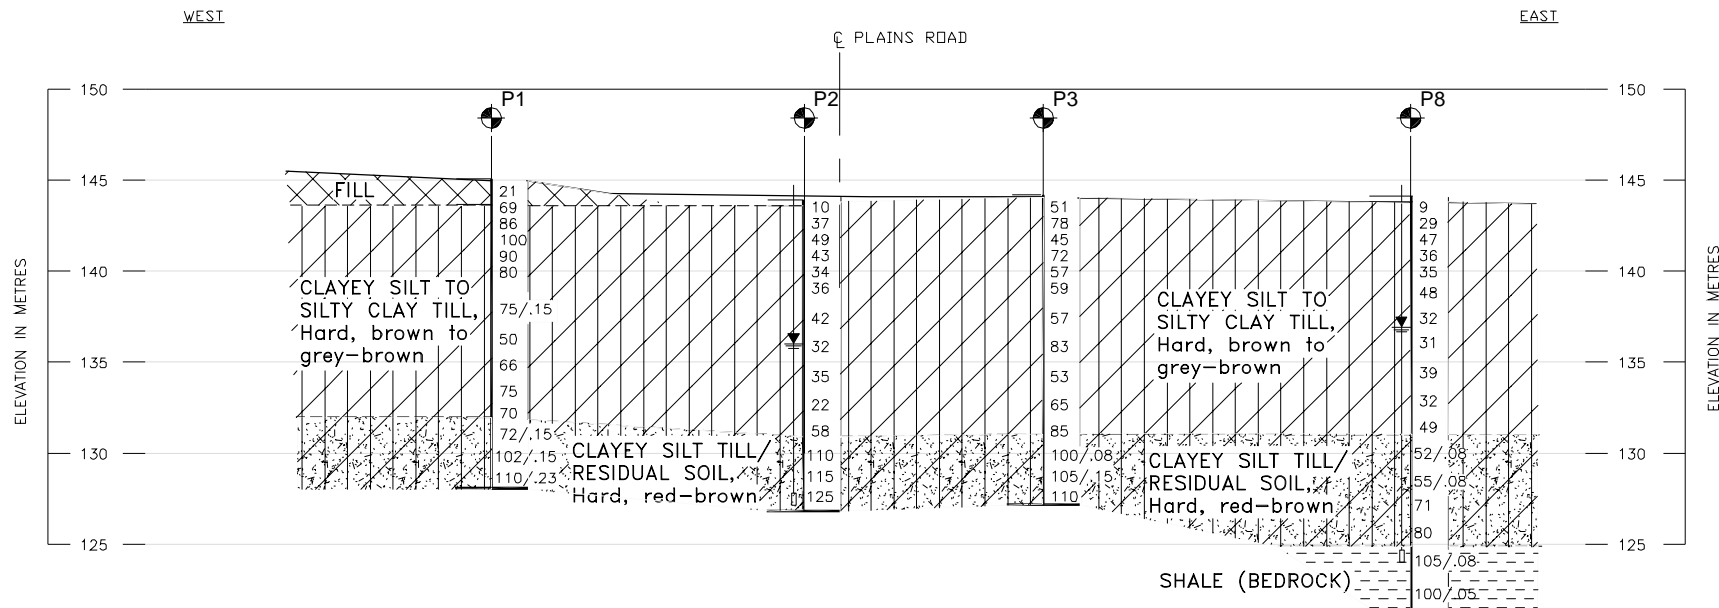 WEST
EAST
℄ PLAINS ROAD
150
150
P1
P2
P3
P8
145
145
140
140
135
135
130
130
125
125
ELEVATION IN METRES
ELEVATION IN METRES
FILL
CLAYEY SILT TO
SILTY CLAY TILL,
Hard, brown to
grey-brown
21
69
86
100
90
80
75/.15
50
66
75
70
72/.15
102/.15
110/.23
CLAYEY SILT TILL/
RESIDUAL SOIL,
Hard, red-brown
10
37
49
43
34
36
42
32
35
22
58
110
115
125
51
78
45
72
57
59
57
83
53
65
85
100/.08
105/.15
110
CLAYEY SILT TO
SILTY CLAY TILL,
Hard, brown to
grey-brown
CLAYEY SILT TILL/
RESIDUAL SOIL,
Hard, red-brown
SHALE (BEDROCK)
9
29
47
36
35
48
32
31
39
32
49
52/.08
55/.08
71
80
105/.08
100/.05